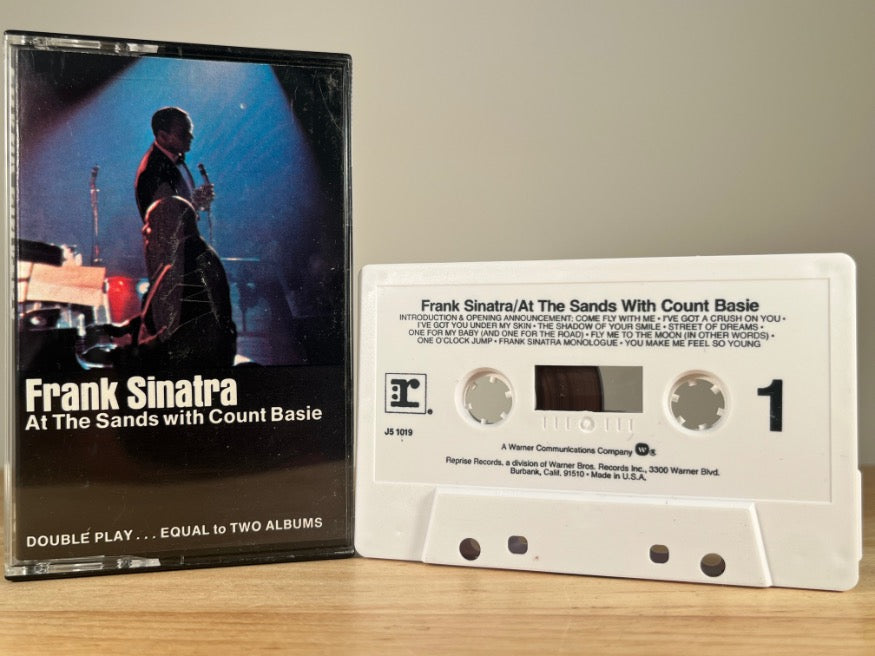 Frank Sinatra
At The Sands with Count Basie
DOUBLE PLAY . . . EQUAL to TWO ALBUMS
Frank Sinatra/At The Sands With Count Basie
INTRODUCTION & OPENING ANNOUNCEMENT: COME FLY WITH ME • I'VE GOT A CRUSH ON YOU •
I'VE GOT YOU UNDER MY SKIN • THE SHADOW OF YOUR SMILE • STREET OF DREAMS •
ONE FOR MY BABY (AND ONE FOR THE ROAD) • FLY ME TO THE MOON (IN OTHER WORDS) •
ONE O'CLOCK JUMP • FRANK SINATRA MONOLOGUE • YOU MAKE ME FEEL SO YOUNG
r
J5 1019
1
A Warner Communications Company
Reprise Records, a division of Warner Bros. Records Inc., 3300 Warner Blvd.
Burbank, Calif. 91510 • Made in U.S.A.